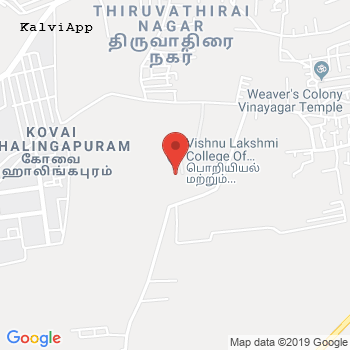 KalviApp
THIRUVATHIRAI
NAGAR
திருவாதிரை
நகர்
Weaver's Colony
Vinayagar Temple
KOVAI
HALINGAPURAM
கோவை
ஹாலிங்கபுரம்
Vishnu Lakshmi
College Of...
பொறியியல்
மற்றும்...
Google
Map data ©2019 Google